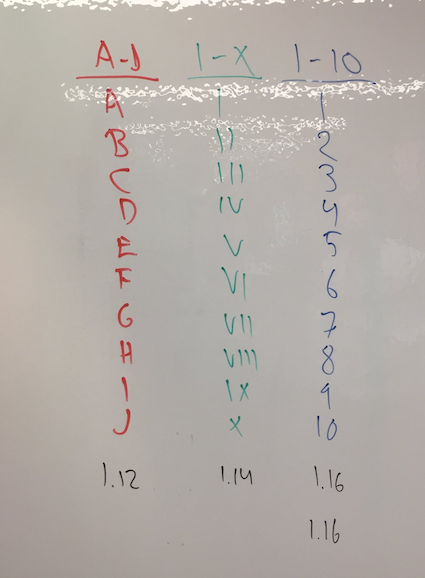 A-D I-X 1-10
A I 1
B II 2
C III 3
D IV 4
E V 5
F VI 6
G VII 7
H VIII 8
I IX 9
J X 10
1.12 1.14 1.16
1.16